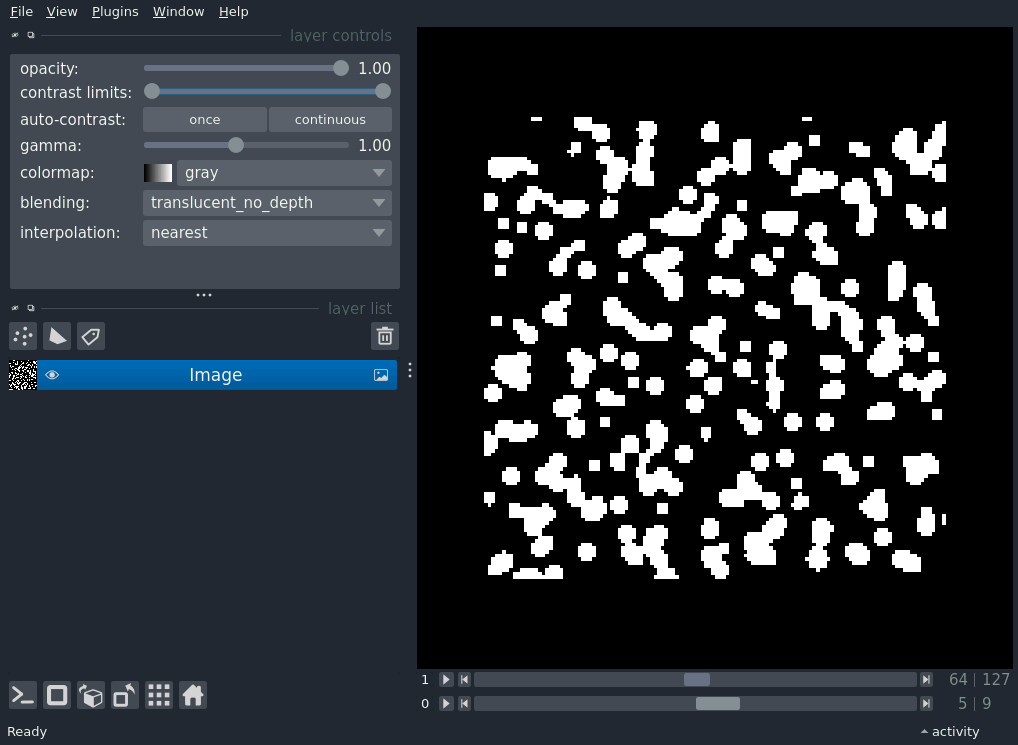 File View Plugins Window Help
layer controls
opacity: 1.00
contrast limits:
auto-contrast: once continuous
gamma: 1.00
colormap: gray
blending: translucent_no_depth
interpolation: nearest
layer list
Image
1 64 | 127
0 5 | 9
Ready activity